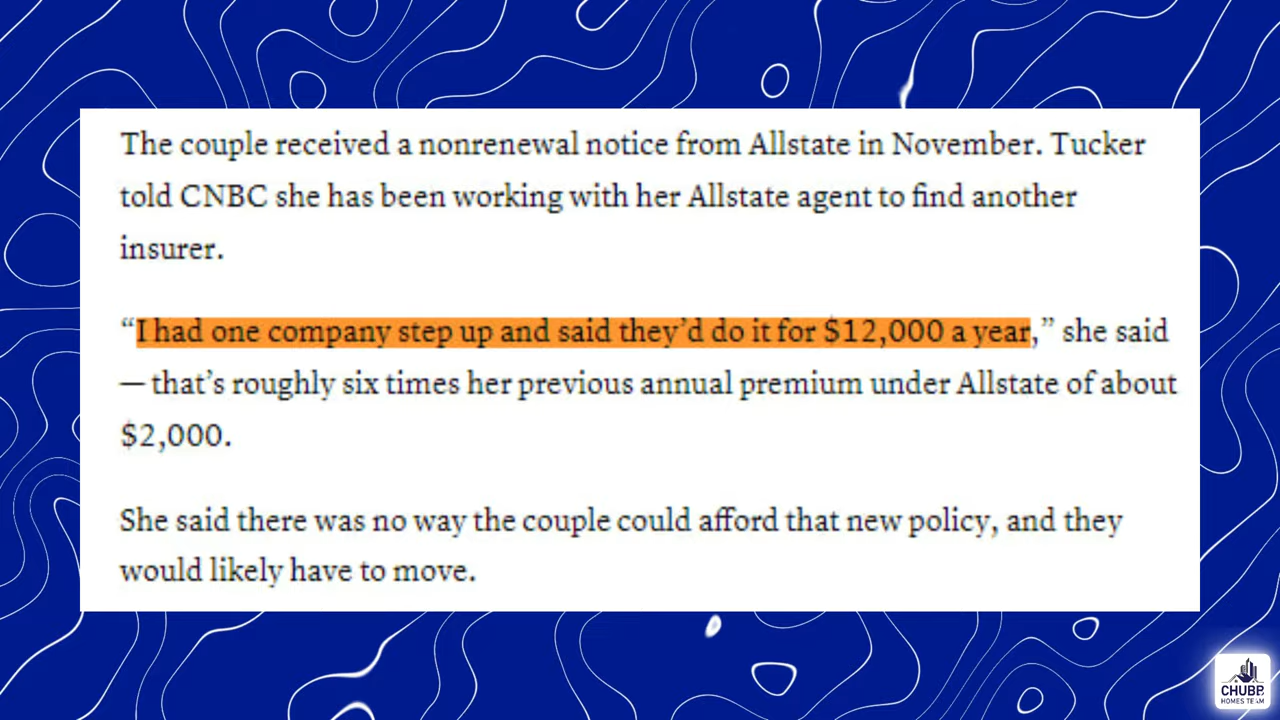 The couple received a nonrenewal notice from Allstate in November. Tucker
told CNBC she has been working with her Allstate agent to find another
insurer.
“I had one company step up and said they’d do it for $12,000 a year,” she said
— that’s roughly six times her previous annual premium under Allstate of about
$2,000.
She said there was no way the couple could afford that new policy, and they
would likely have to move.
CHUBB
HOMES TEAM